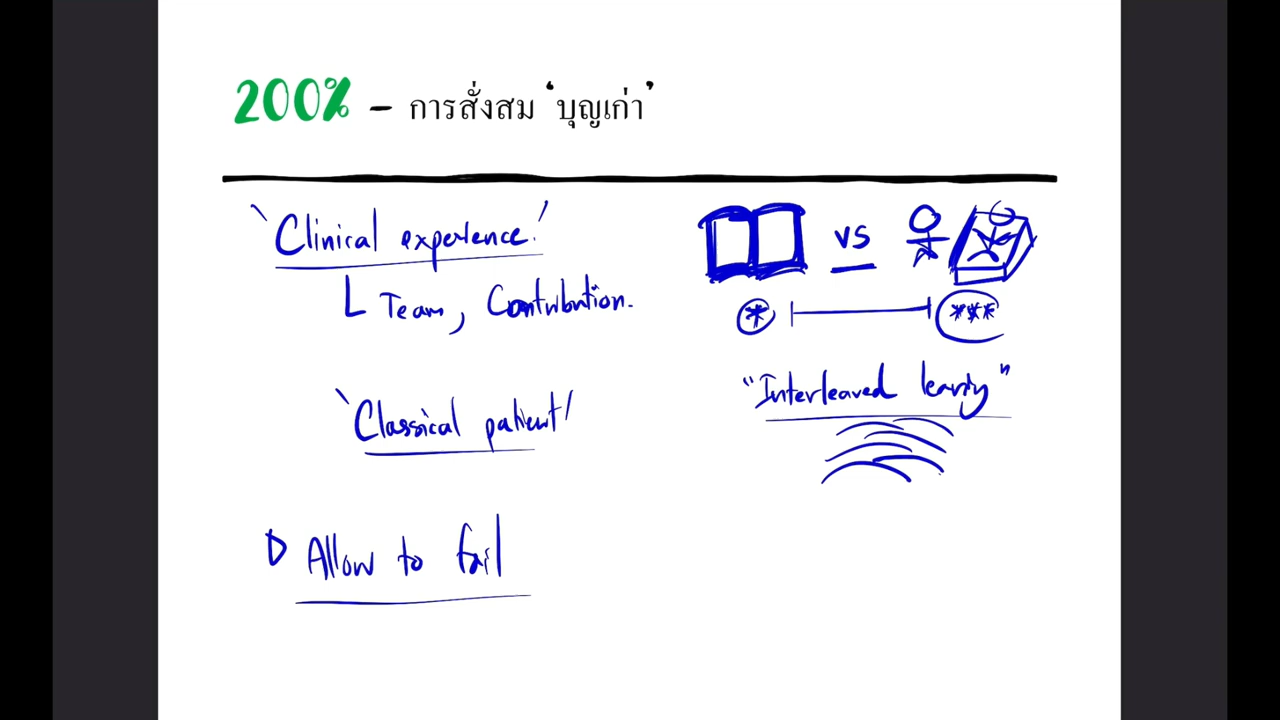 200% - การสั่งสม 'บุญเก่า'
'Clinical experience.'
Team, Contribution.
'Classical patient'
Allow to fail
vs
* ***
"Interleaved learning"